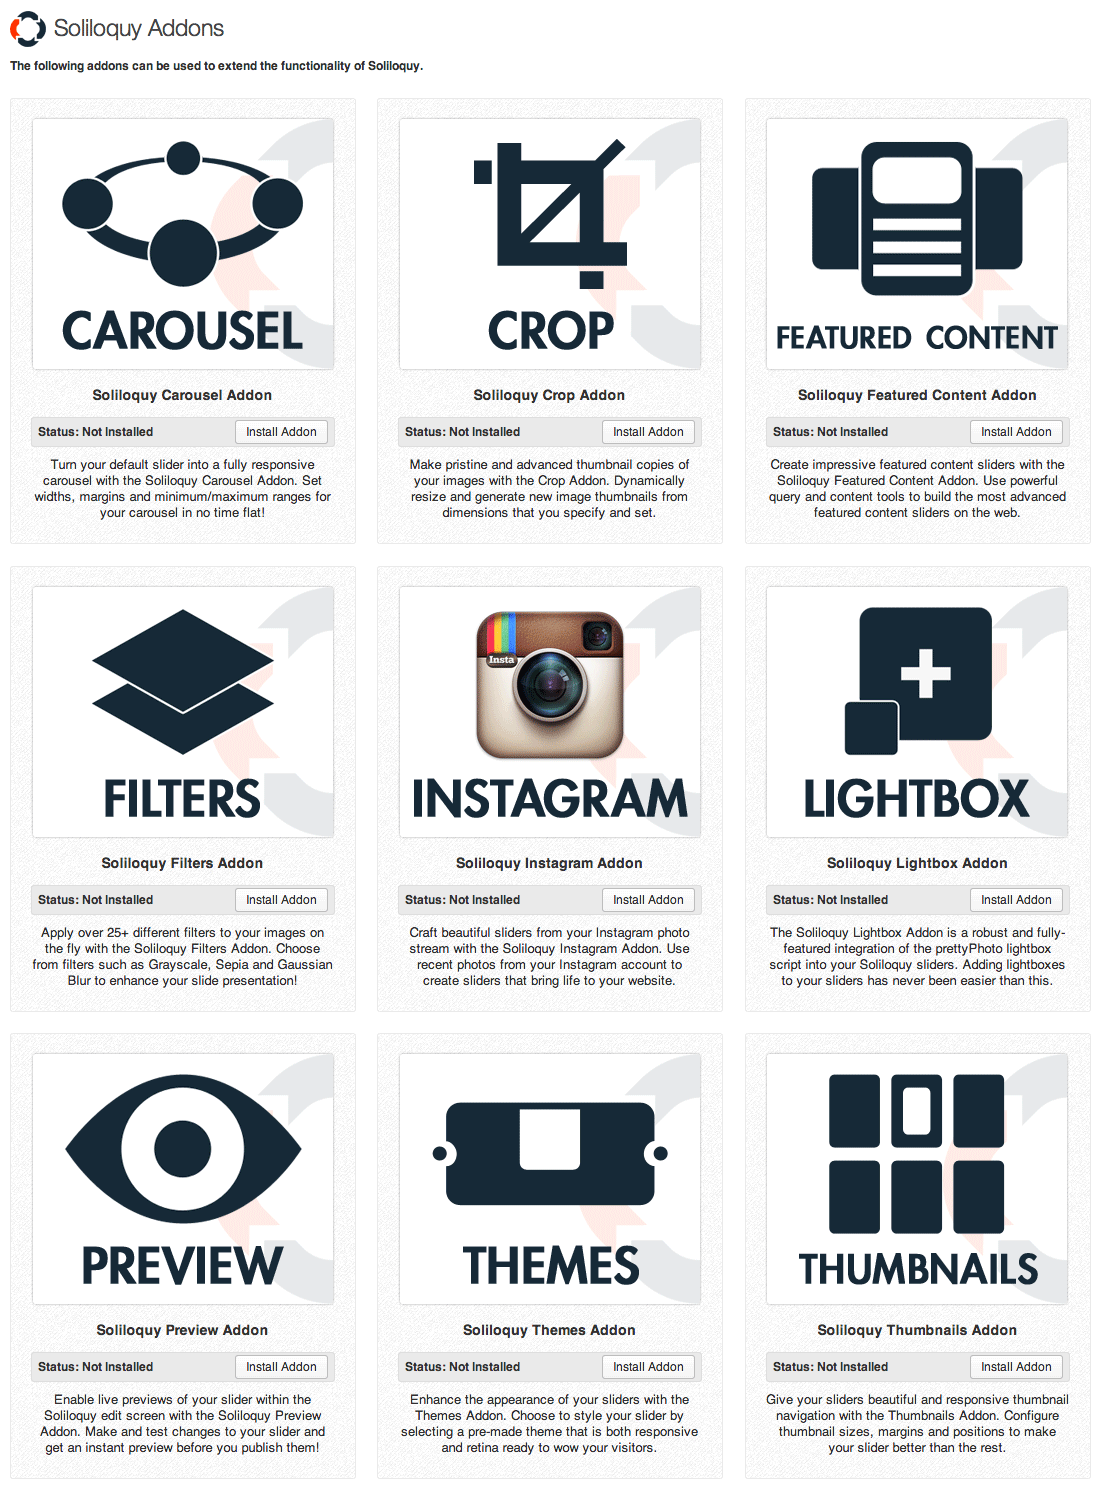 Soliloquy Addons
The following addons can be used to extend the functionality of Soliloquy.
CAROUSEL
Soliloquy Carousel Addon
Status: Not Installed
Install Addon
Turn your default slider into a fully responsive
carousel with the Soliloquy Carousel Addon. Set
widths, margins and minimum/maximum ranges for
your carousel in no time flat!
CROP
Soliloquy Crop Addon
Status: Not Installed
Install Addon
Make pristine and advanced thumbnail copies of
your images with the Crop Addon. Dynamically
resize and generate new image thumbnails from
dimensions that you specify and set.
FEATURED CONTENT
Soliloquy Featured Content Addon
Status: Not Installed
Install Addon
Create impressive featured content sliders with the
Soliloquy Featured Content Addon. Use powerful
query and content tools to build the most advanced
featured content sliders on the web.
FILTERS
Soliloquy Filters Addon
Status: Not Installed
Install Addon
Apply over 25+ different filters to your images on
the fly with the Soliloquy Filters Addon. Choose
from filters such as Grayscale, Sepia and Gaussian
Blur to enhance your slide presentation!
Insta
INSTAGRAM
Soliloquy Instagram Addon
Status: Not Installed
Install Addon
Craft beautiful sliders from your Instagram photo
stream with the Soliloquy Instagram Addon. Use
recent photos from your Instagram account to
create sliders that bring life to your website.
LIGHTBOX
Soliloquy Lightbox Addon
Status: Not Installed
Install Addon
The Soliloquy Lightbox Addon is a robust and fully-
featured integration of the prettyPhoto lightbox
script into your Soliloquy sliders. Adding lightboxes
to your sliders has never been easier than this.
PREVIEW
Soliloquy Preview Addon
Status: Not Installed
Install Addon
Enable live previews of your slider within the
Soliloquy edit screen with the Soliloquy Preview
Addon. Make and test changes to your slider and
get an instant preview before you publish them!
THEMES
Soliloquy Themes Addon
Status: Not Installed
Install Addon
Enhance the appearance of your sliders with the
Themes Addon. Choose to style your slider by
selecting a pre-made theme that is both responsive
and retina ready to wow your visitors.
THUMBNAILS
Soliloquy Thumbnails Addon
Status: Not Installed
Install Addon
Give your sliders beautiful and responsive thumbnail
navigation with the Thumbnails Addon. Configure
thumbnail sizes, margins and positions to make
your slider better than the rest.